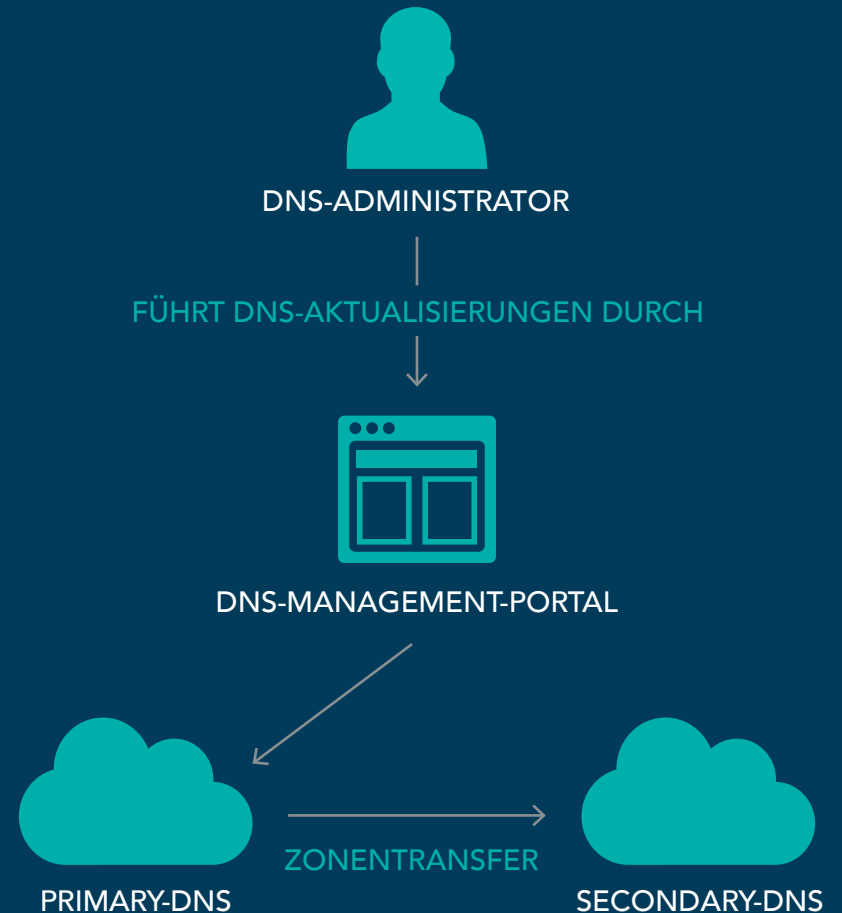 DNS-ADMINISTRATOR
FÜHRT DNS-AKTUALISIERUNGEN DURCH
DNS-MANAGEMENT-PORTAL
ZONENTRANSFER
PRIMARY-DNS
SECONDARY-DNS